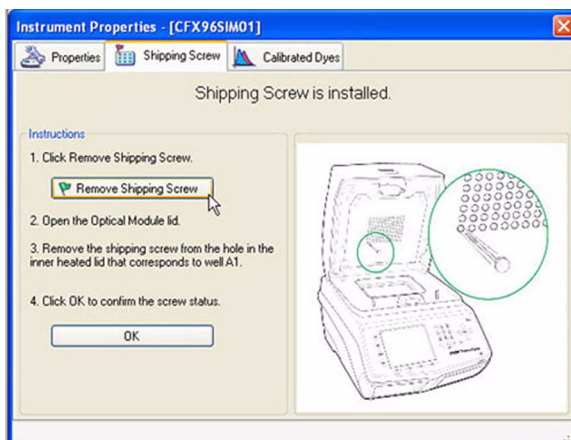 Instrument Properties - [CFX96SIM01]
Properties
Shipping Screw
Calibrated Dyes
Shipping Screw is installed.
Instructions
1. Click Remove Shipping Screw.
Remove Shipping Screw
2. Open the Optical Module lid.
3. Remove the shipping screw from the hole in the
inner heated lid that corresponds to well A1.
4. Click OK to confirm the screw status.
OK